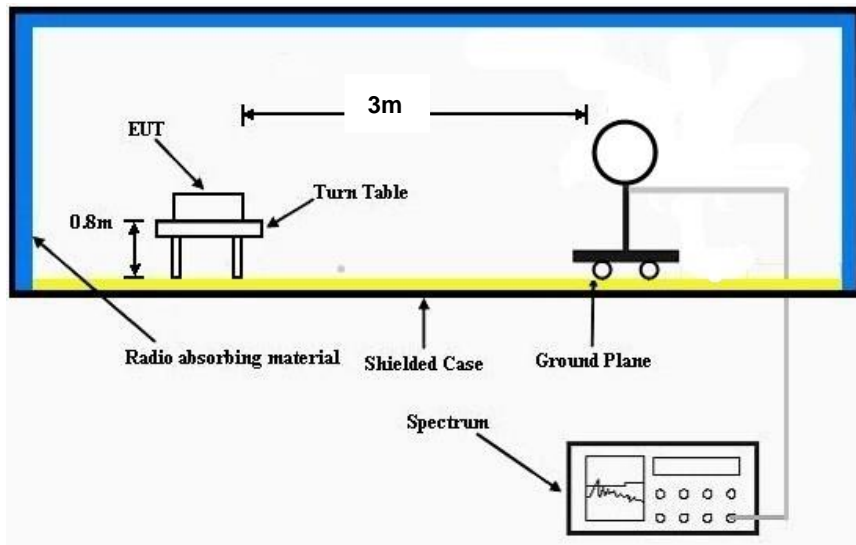 3m
EUT
Turn Table
0.8m
Radio absorbing material
Shielded Case
Ground Plane
Spectrum